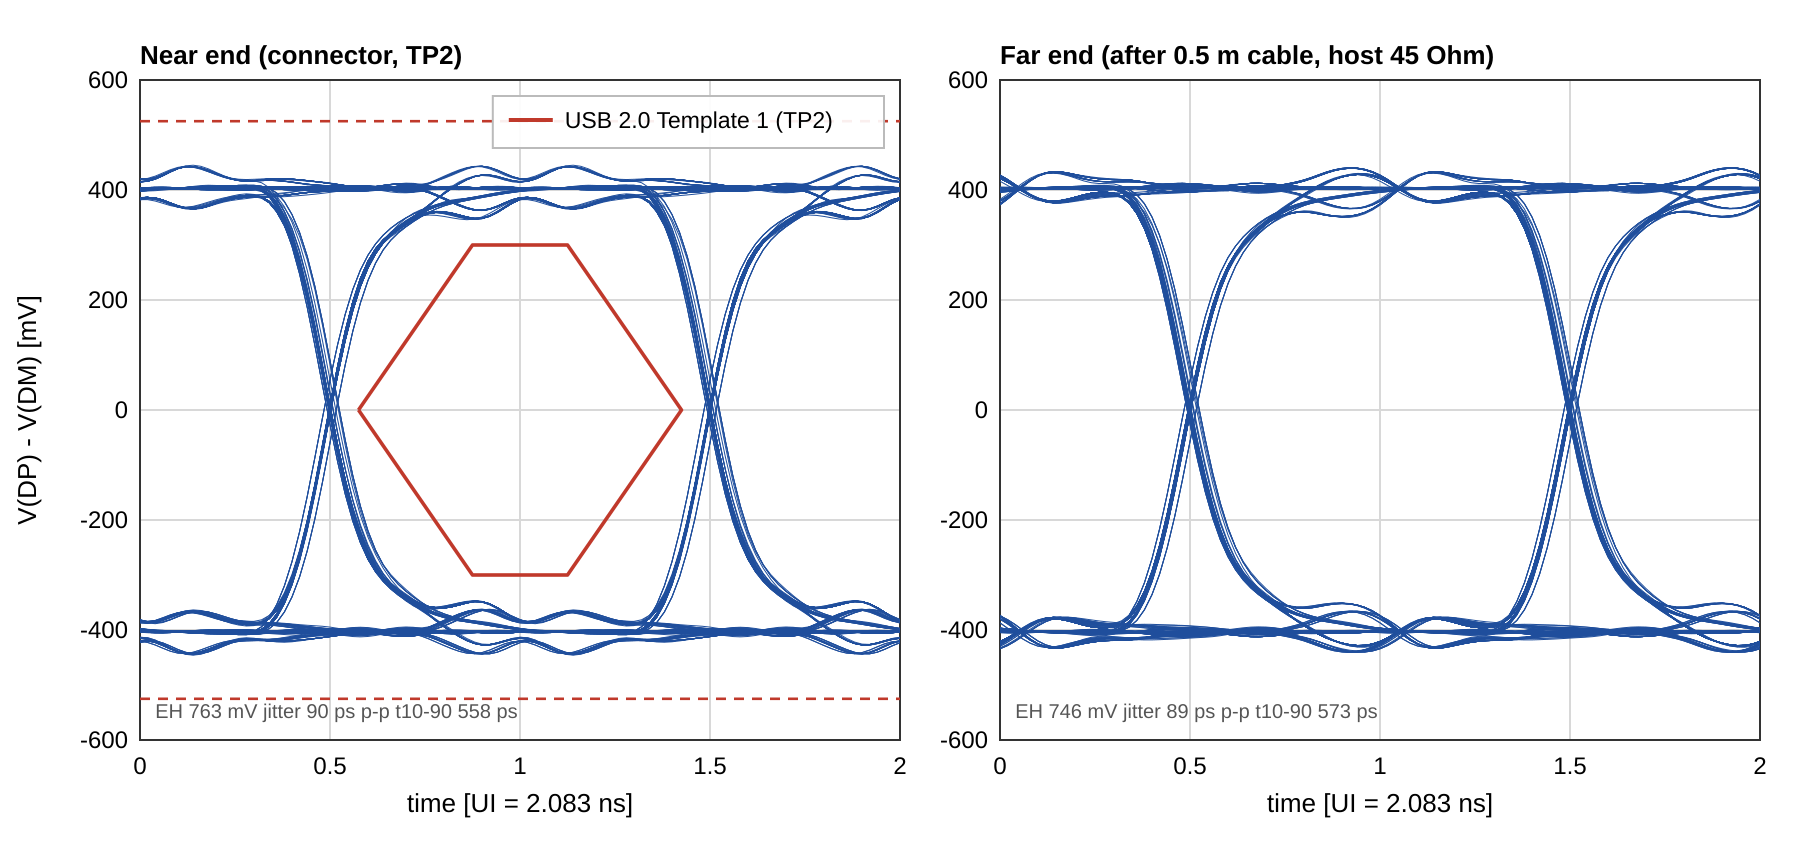 Near end (connector, TP2)
600
400
200
0
-200
-400
-600
V(DP) - V(DM) [mV]
USB 2.0 Template 1 (TP2)
EH 763 mV jitter 90 ps p-p t10-90 558 ps
0 0.5 1 1.5 2
time [UI = 2.083 ns]
Far end (after 0.5 m cable, host 45 Ohm)
600
400
200
0
-200
-400
-600
EH 746 mV jitter 89 ps p-p t10-90 573 ps
0 0.5 1 1.5 2
time [UI = 2.083 ns]